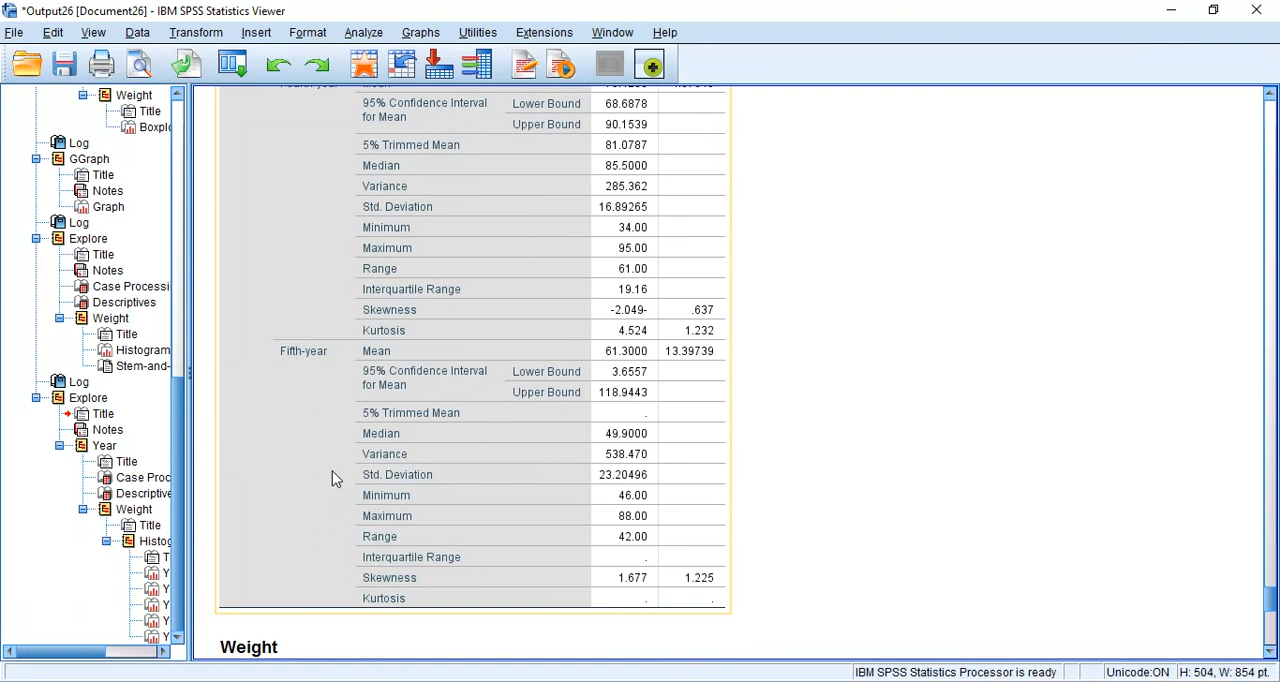 *Output26 [Document26] - IBM SPSS Statistics Viewer
File Edit View Data Transform Insert Format Analyze Graphs Utilities Extensions Window Help
Weight
Title
Log
GGraph
Title
Notes
Graph
Log
Explore
Title
Notes
Case Processi
Descriptives
Weight
Title
Histogram
Stem-and-
Log
Explore
Title
Notes
Year
Title
Case Proc
Descriptive
Weight
Title
Histog
T
Y
Y
Y
Y
Y
95% Confidence Interval for Mean Lower Bound 68.6878
Upper Bound 90.1539
5% Trimmed Mean 81.0787
Median 85.5000
Variance 285.362
Std. Deviation 16.89265
Minimum 34.00
Maximum 95.00
Range 61.00
Interquartile Range 19.16
Skewness -2.049- .637
Kurtosis 4.524 1.232
Fifth-year Mean 61.3000 13.39739
95% Confidence Interval for Mean Lower Bound 3.6557
Upper Bound 118.9443
5% Trimmed Mean .
Median 49.9000
Variance 538.470
Std. Deviation 23.20496
Minimum 46.00
Maximum 88.00
Range 42.00
Interquartile Range .
Skewness 1.677 1.225
Kurtosis . .
Weight
IBM SPSS Statistics Processor is ready Unicode:ON H: 504, W: 854 pt.